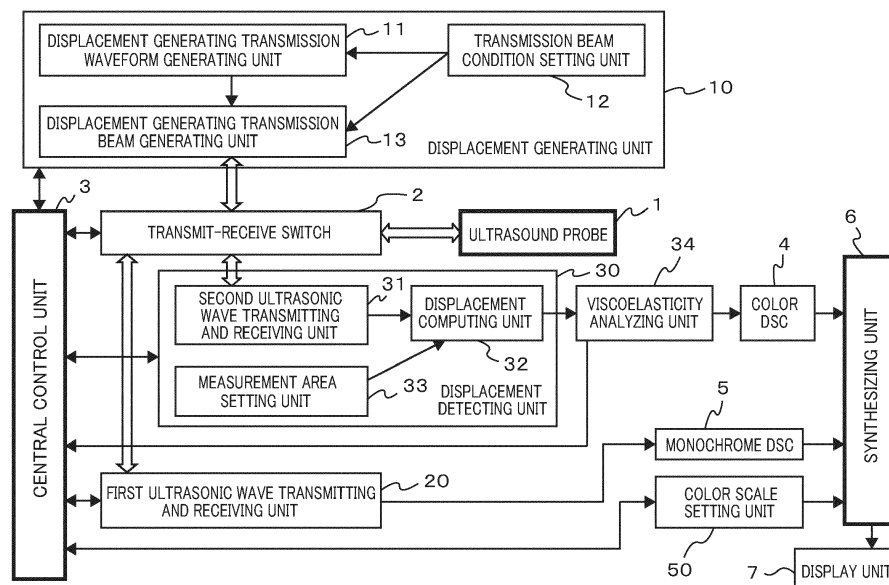 DISPLACEMENT GENERATING TRANSMISSION
WAVEFORM GENERATING UNIT
11
TRANSMISSION BEAM
CONDITION SETTING UNIT
12
10
DISPLACEMENT GENERATING TRANSMISSION
BEAM GENERATING UNIT
13
DISPLACEMENT GENERATING UNIT
3
CENTRAL CONTROL UNIT
2
TRANSMIT-RECEIVE SWITCH
1
ULTRASOUND PROBE
6
SYNTHESIZING UNIT
30
31
SECOND ULTRASONIC
WAVE TRANSMITTING
AND RECEIVING UNIT
DISPLACEMENT
COMPUTING UNIT
32
34
VISCOELASTICITY
ANALYZING UNIT
4
COLOR
DSC
MEASUREMENT AREA
SETTING UNIT
33
DISPLACEMENT
DETECTING UNIT
5
MONOCHROME DSC
FIRST ULTRASONIC WAVE TRANSMITTING
AND RECEIVING UNIT
20
COLOR SCALE
SETTING UNIT
50
7
DISPLAY UNIT